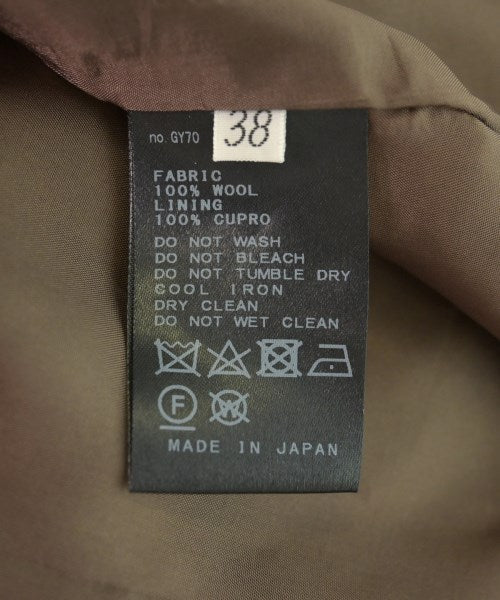 no. GY70
38
FABRIC
100% WOOL
LINING
100% CUPRO
DO NOT WASH
DO NOT BLEACH
DO NOT TUMBLE DRY
COOL IRON
DRY CLEAN
DO NOT WET CLEAN
F W
MADE IN JAPAN